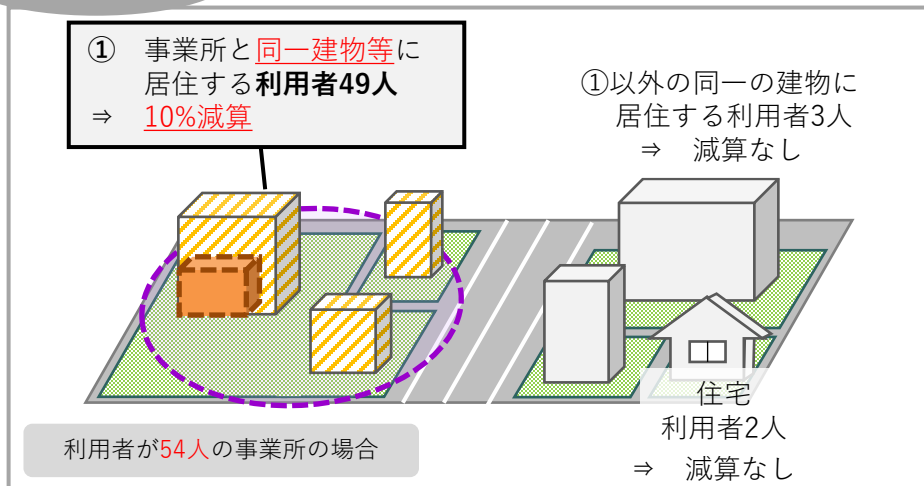 ① 事業所と同一建物等に
居住する利用者49人
⇒ 10%減算
①以外の同一の建物に
居住する利用者3人
⇒ 減算なし
住宅
利用者2人
⇒ 減算なし
利用者が54人の事業所の場合